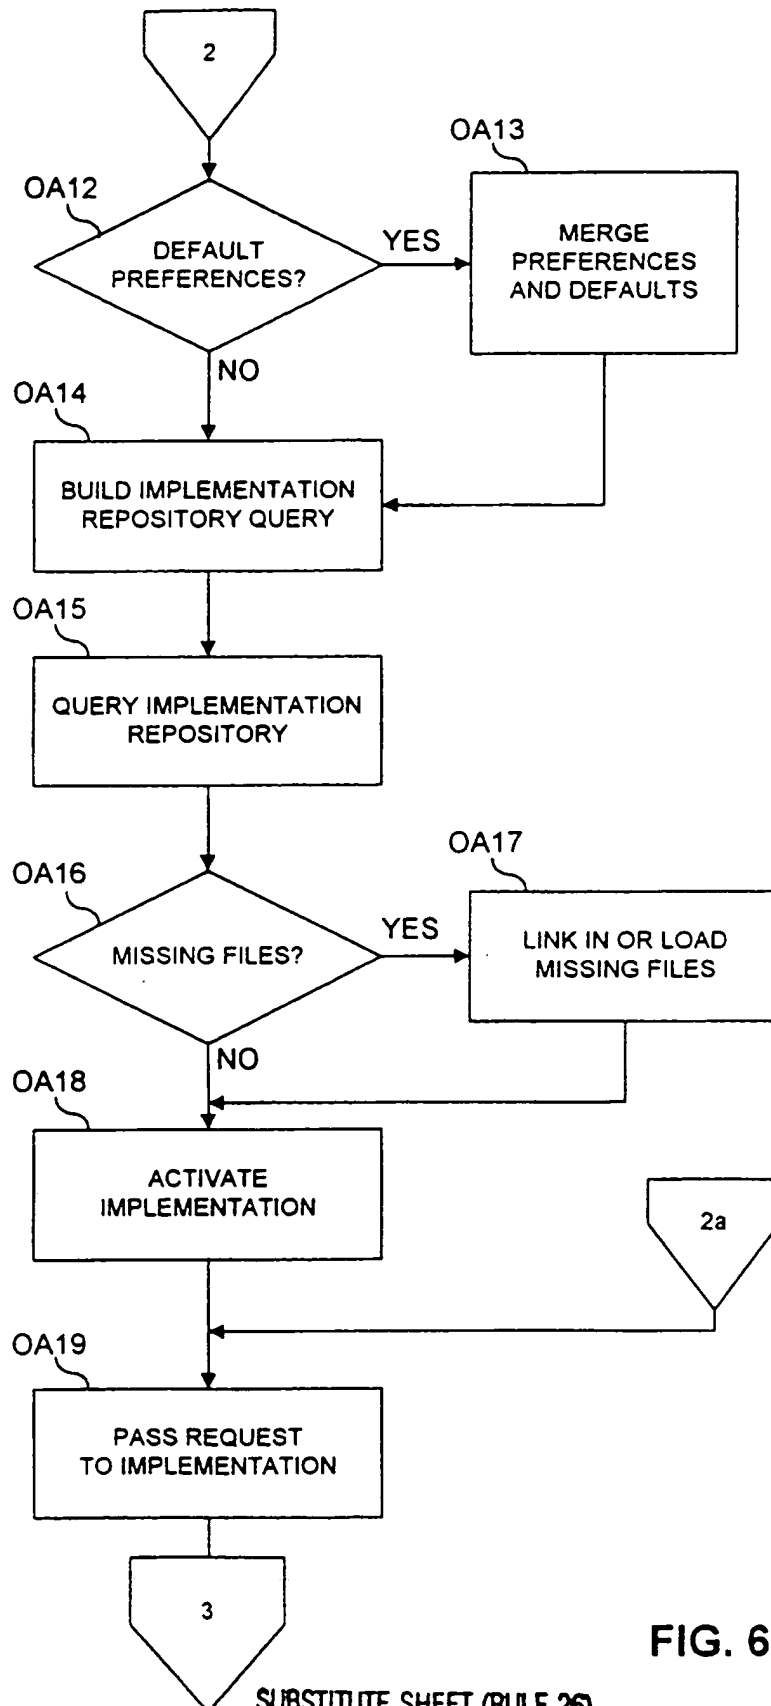 2
OA12
OA13
DEFAULT
PREFERENCES?
YES
MERGE
PREFERENCES
AND DEFAULTS
NO
OA14
BUILD IMPLEMENTATION
REPOSITORY QUERY
OA15
QUERY IMPLEMENTATION
REPOSITORY
OA16
OA17
MISSING FILES?
YES
LINK IN OR LOAD
MISSING FILES
NO
OA18
ACTIVATE
IMPLEMENTATION
2a
OA19
PASS REQUEST
TO IMPLEMENTATION
3
FIG. 6
SUBSTITUTE SHEET (RULE 26)